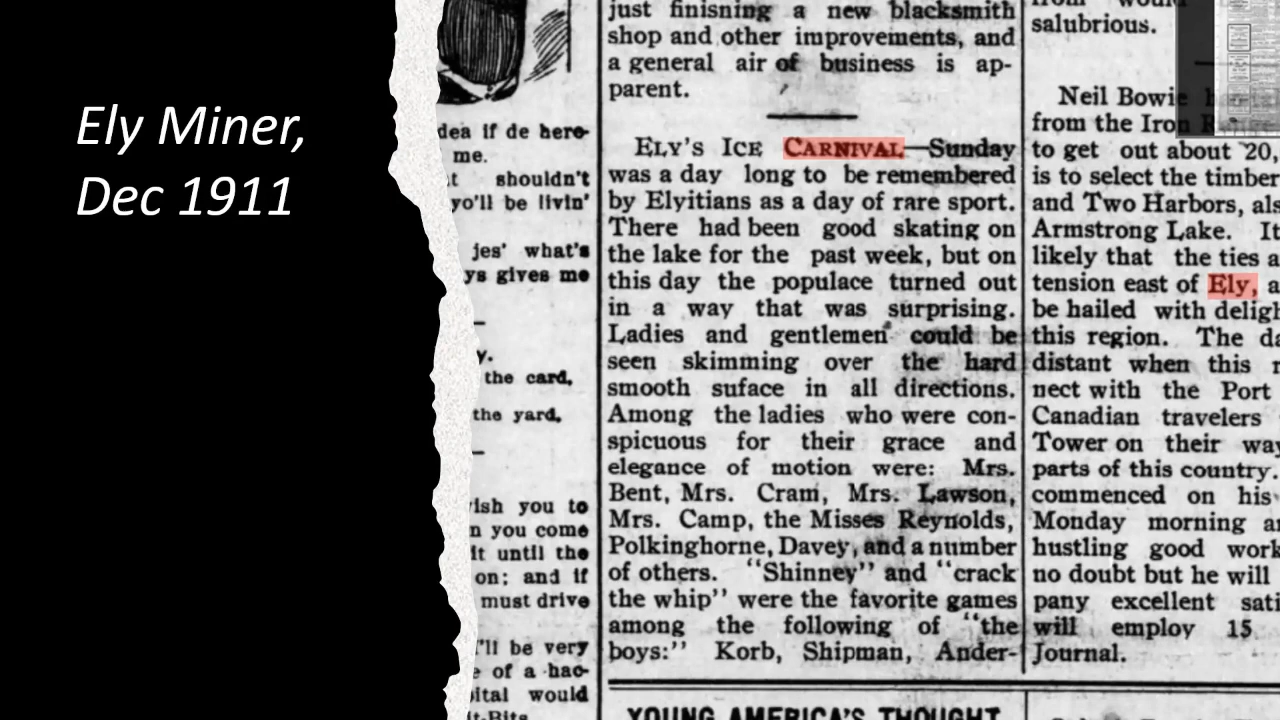 Ely Miner,
Dec 1911
dea if de here-
me.
shouldn't
yo'll be livin'
jes' what's
ys gives me
y.
the card.
the yard.
ish you to
n you come
it until the
on; and if
must drive
'll be very
e of a hac-
pital would
it-Bits.
just finisning a new blacksmith
shop and other improvements, and
a general air of business is ap-
parent.
ELY'S ICE CARNIVAL—Sunday
was a day long to be remembered
by Elyitians as a day of rare sport.
There had been good skating on
the lake for the past week, but on
this day the populace turned out
in a way that was surprising.
Ladies and gentlemen could be
seen skimming over the hard
smooth suface in all directions.
Among the ladies who were con-
spicuous for their grace and
elegance of motion were: Mrs.
Bent, Mrs. Cram, Mrs. Lawson,
Mrs. Camp, the Misses Reynolds,
Polkinghorne, Davey, and a number
of others. "Shinney" and "crack
the whip" were the favorite games
among the following of "the
boys:" Korb, Shipman, Ander-
YOUNG AMERICA'S THOUGHT
from would
salubrious.
Neil Bowie
from the Iron
to get out about 20,
is to select the timber
and Two Harbors, als
Armstrong Lake. It
likely that the ties a
tension east of Ely, a
be hailed with deligh
this region. The da
distant when this r
nect with the Port
Canadian travelers
Tower on their way
parts of this country.
commenced on his
Monday morning a
hustling good work
no doubt but he will
pany excellent sati
will employ 15
Journal.